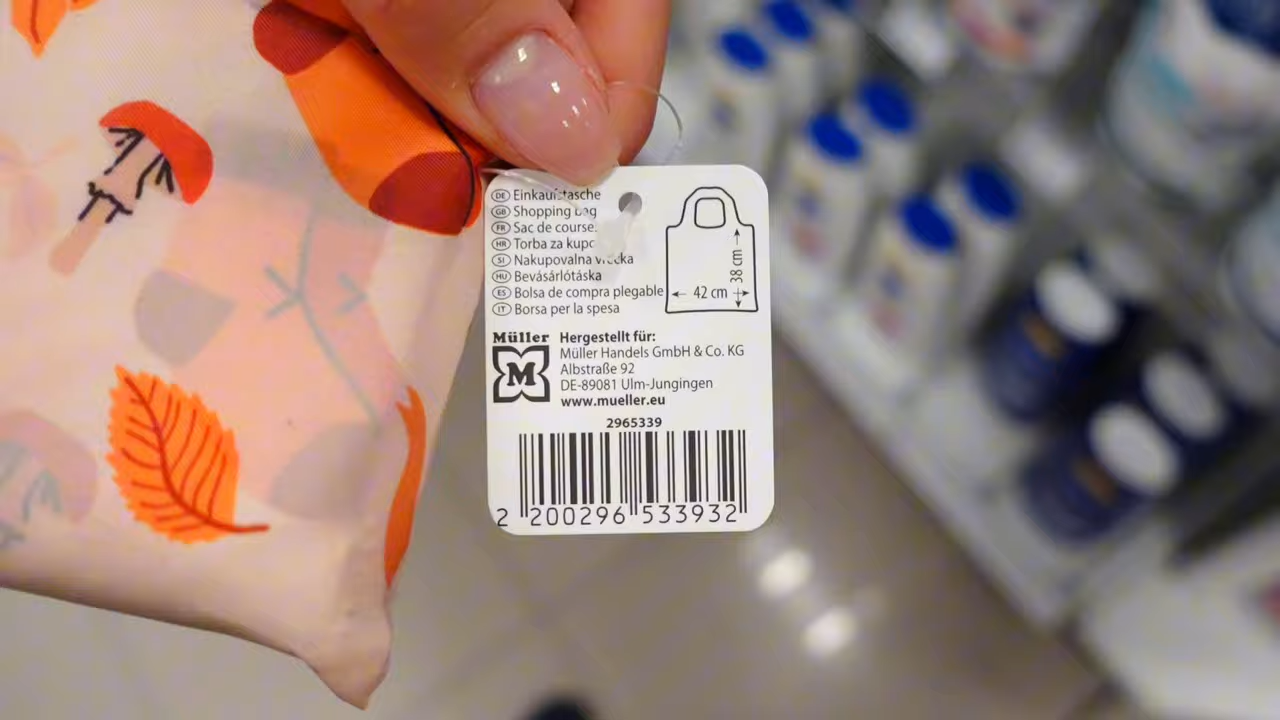 DE Einkaufstasche
GB Shopping bag
FR Sac de course
HR Torba za kupo
SI Nakupovalna vrečka
HU Bevásárlótáska
ES Bolsa de compra plegable
IT Borsa per la spesa
38 cm
42 cm
Müller
M
Hergestellt für:
Müller Handels GmbH & Co. KG
Albstraße 92
DE-89081 Ulm-Jungingen
www.mueller.eu
2965339
2 200296 533932